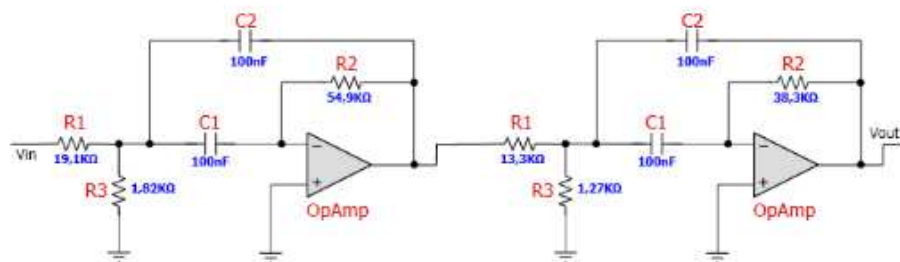 C2
100nF
R2
54,9KΩ
R1
19,1KΩ
C1
100nF
Vin
R3
1,82KΩ
OpAmp
C2
100nF
R2
38,3KΩ
R1
13,3KΩ
C1
100nF
Vout
R3
1,27KΩ
OpAmp